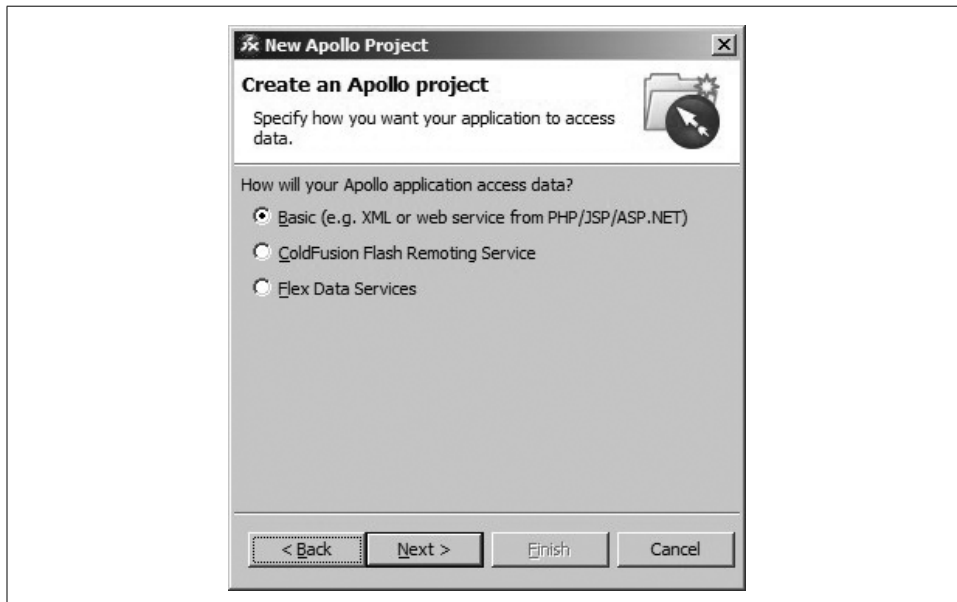 New Apollo Project
Create an Apollo project
Specify how you want your application to access
data.
How will your Apollo application access data?
Basic (e.g. XML or web service from PHP/JSP/ASP.NET)
ColdFusion Flash Remoting Service
Flex Data Services
< Back Next > Finish Cancel